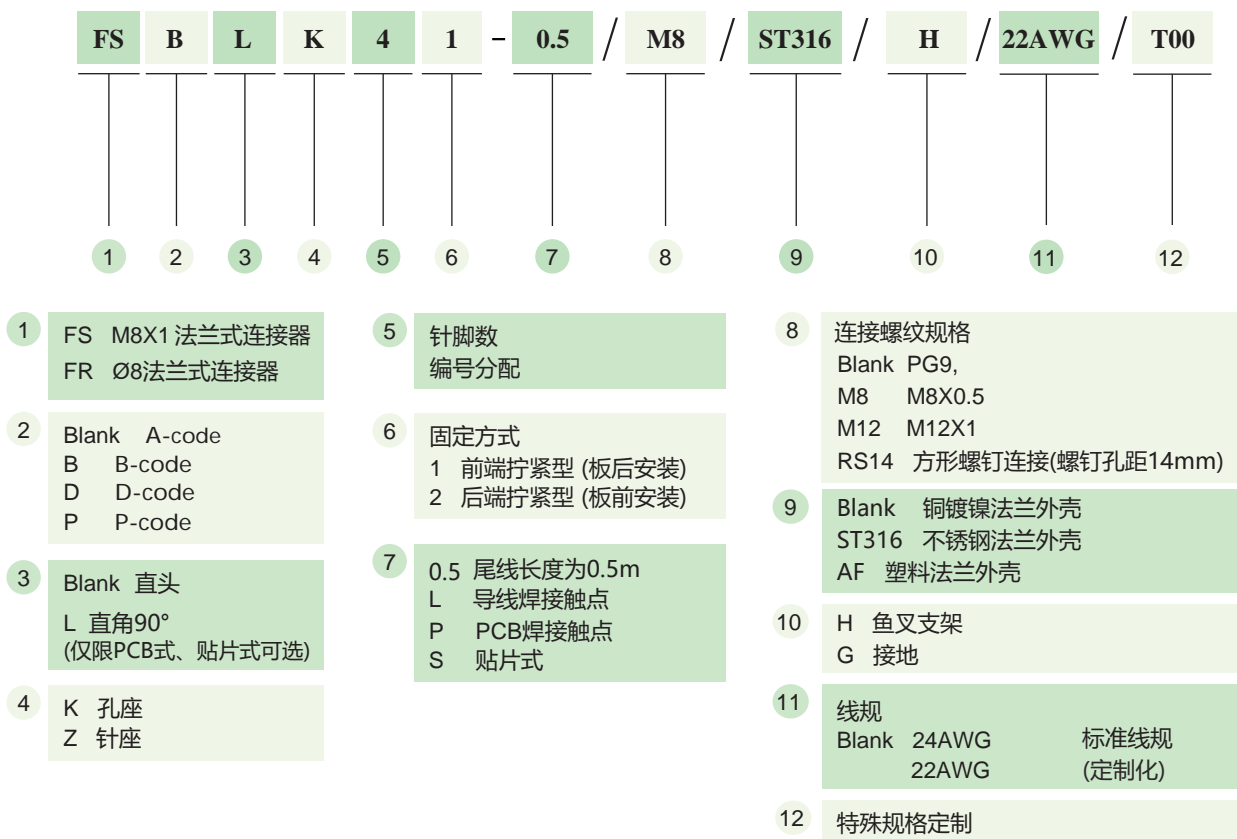 FS B L K 4 1 - 0.5 / M8 / ST316 / H / 22AWG / T00
1 2 3 4 5 6 7 8 9 10 11 12
1
FS M8X1 法兰式连接器
FR Ø8法兰式连接器
2
Blank A-code
B B-code
D D-code
P P-code
3
Blank 直头
L 直角90°
(仅限PCB式、贴片式可选)
4
K 孔座
Z 针座
5
针脚数
编号分配
6
固定方式
1 前端拧紧型 (板后安装)
2 后端拧紧型 (板前安装)
7
0.5 尾线长度为0.5m
L 导线焊接触点
P PCB焊接触点
S 贴片式
8
连接螺纹规格
Blank PG9,
M8 M8X0.5
M12 M12X1
RS14 方形螺钉连接(螺钉孔距14mm)
9
Blank 铜镀镍法兰外壳
ST316 不锈钢法兰外壳
AF 塑料法兰外壳
10
H 鱼叉支架
G 接地
11
线规
Blank 24AWG 标准线规
22AWG (定制化)
12
特殊规格定制